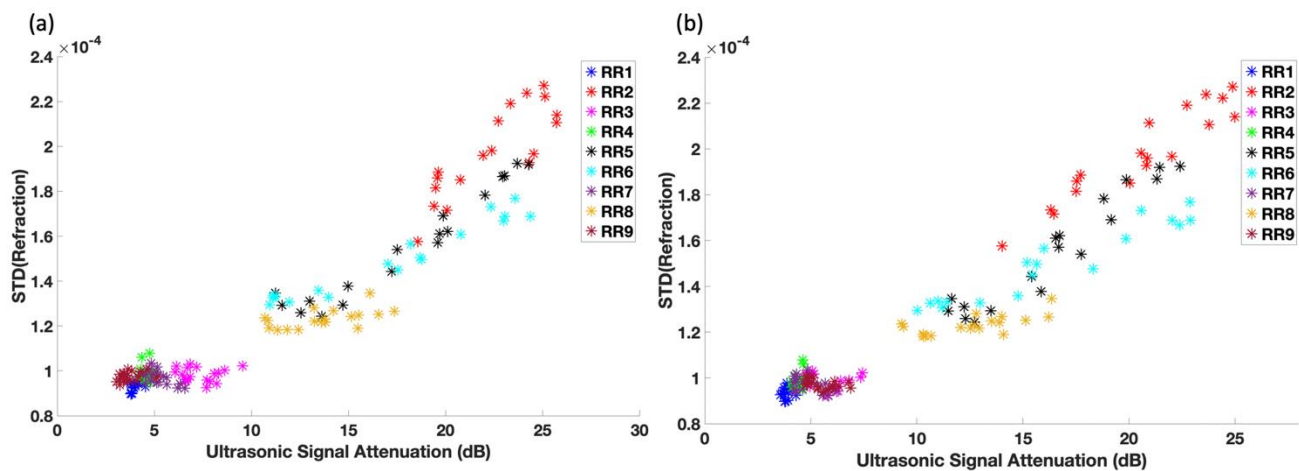 (a)
×10-4
2.4
2.2
2
1.8
1.6
1.4
1.2
1
0.8
STD(Refraction)
0 5 10 15 20 25 30
Ultrasonic Signal Attenuation (dB)
RR1
RR2
RR3
RR4
RR5
RR6
RR7
RR8
RR9
(b)
×10-4
2.4
2.2
2
1.8
1.6
1.4
1.2
1
0.8
STD(Refraction)
0 5 10 15 20 25
Ultrasonic Signal Attenuation (dB)
RR1
RR2
RR3
RR4
RR5
RR6
RR7
RR8
RR9